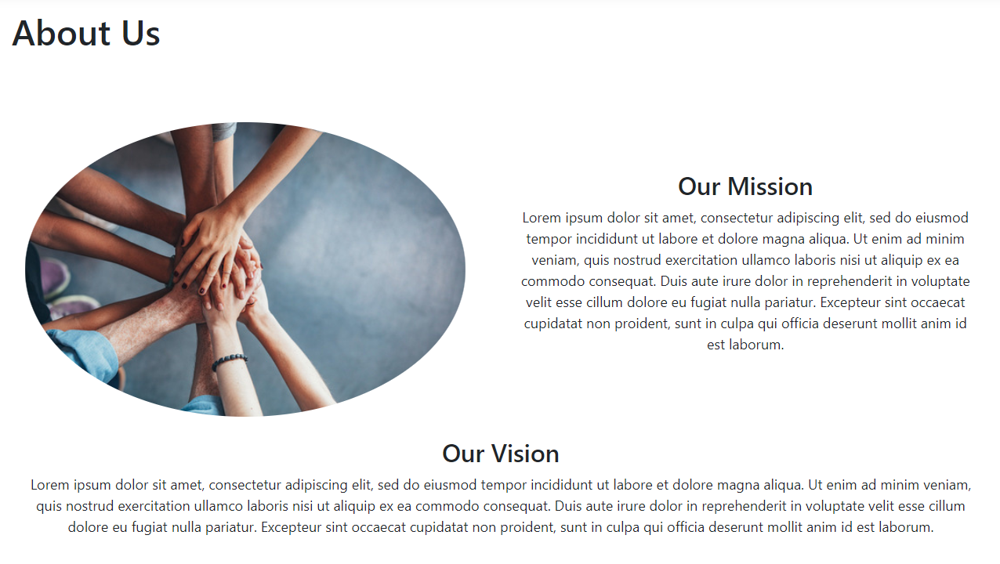 About Us
Our Mission
Lorem ipsum dolor sit amet, consectetur adipiscing elit, sed do eiusmod
tempor incididunt ut labore et dolore magna aliqua. Ut enim ad minim
veniam, quis nostrud exercitation ullamco laboris nisi ut aliquip ex ea
commodo consequat. Duis aute irure dolor in reprehenderit in voluptate
velit esse cillum dolore eu fugiat nulla pariatur. Excepteur sint occaecat
cupidatat non proident, sunt in culpa qui officia deserunt mollit anim id
est laborum.
Our Vision
Lorem ipsum dolor sit amet, consectetur adipiscing elit, sed do eiusmod tempor incididunt ut labore et dolore magna aliqua. Ut enim ad minim veniam,
quis nostrud exercitation ullamco laboris nisi ut aliquip ex ea commodo consequat. Duis aute irure dolor in reprehenderit in voluptate velit esse cillum
dolore eu fugiat nulla pariatur. Excepteur sint occaecat cupidatat non proident, sunt in culpa qui officia deserunt mollit anim id est laborum.